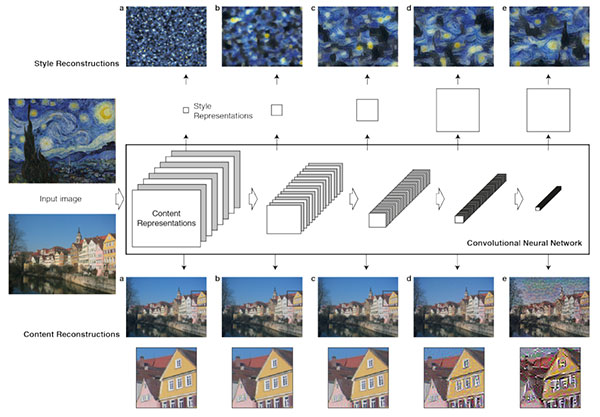 a b c d e
Style Reconstructions
Style
Representations
Input image
Content
Representations
Convolutional Neural Network
a b c d e
Content Reconstructions